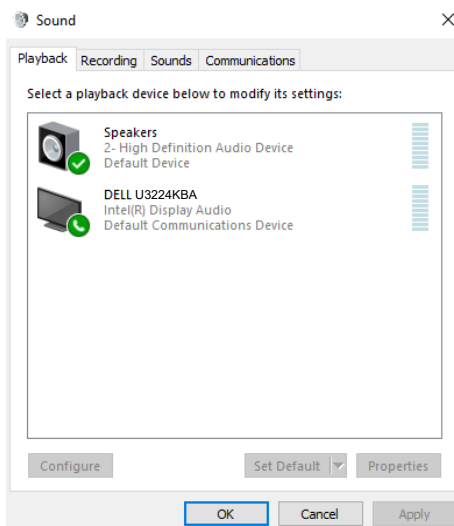 Sound
Playback Recording Sounds Communications
Select a playback device below to modify its settings:
Speakers
2- High Definition Audio Device
Default Device
DELL U3224KBA
Intel(R) Display Audio
Default Communications Device
Configure Set Default Properties
OK Cancel Apply